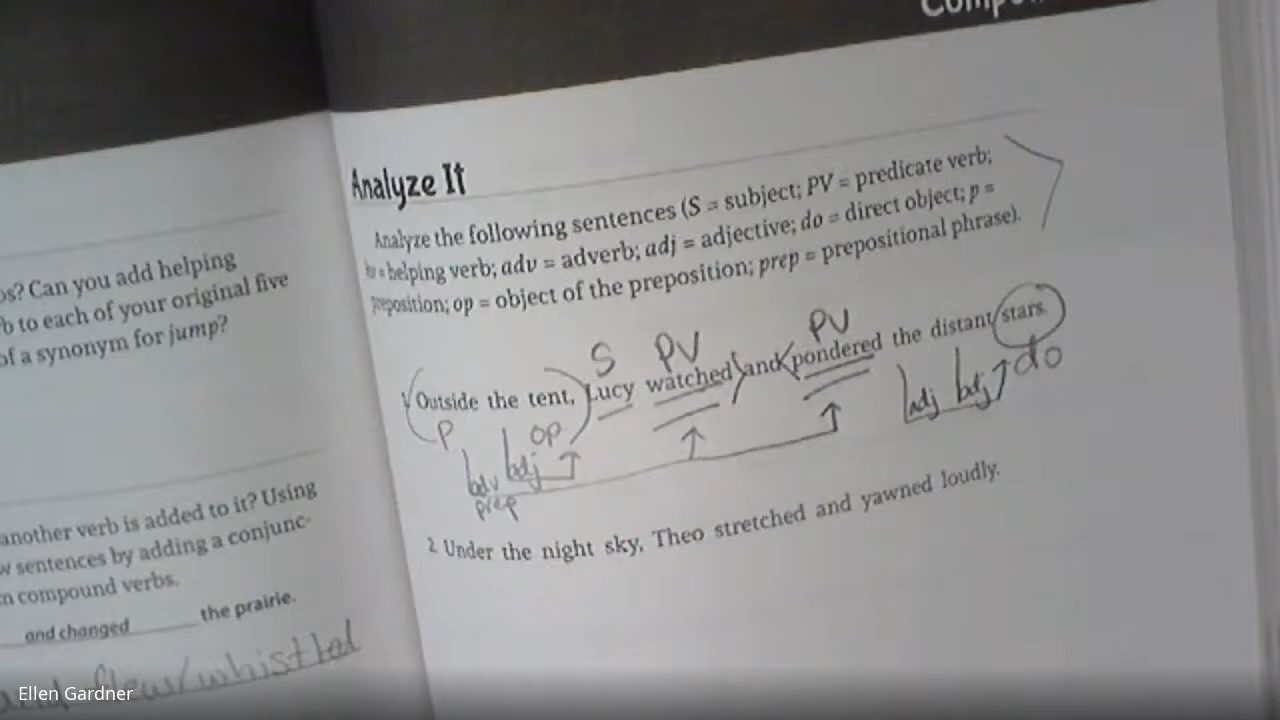 Analyze It
Analyze the following sentences (S = subject; PV = predicate verb;
hv = helping verb; adv = adverb; adj = adjective; do = direct object; p =
preposition; op = object of the preposition; prep = prepositional phrase).
S PV PV
1. Outside the tent, Lucy watched and pondered the distant stars.
p op adj adj do
adv adj
prep
2. Under the night sky, Theo stretched and yawned loudly.
s? Can you add helping
b to each of your original five
of a synonym for jump?
another verb is added to it? Using
w sentences by adding a conjunc-
n compound verbs.
and changed the prairie.
flew/whistled
Ellen Gardner